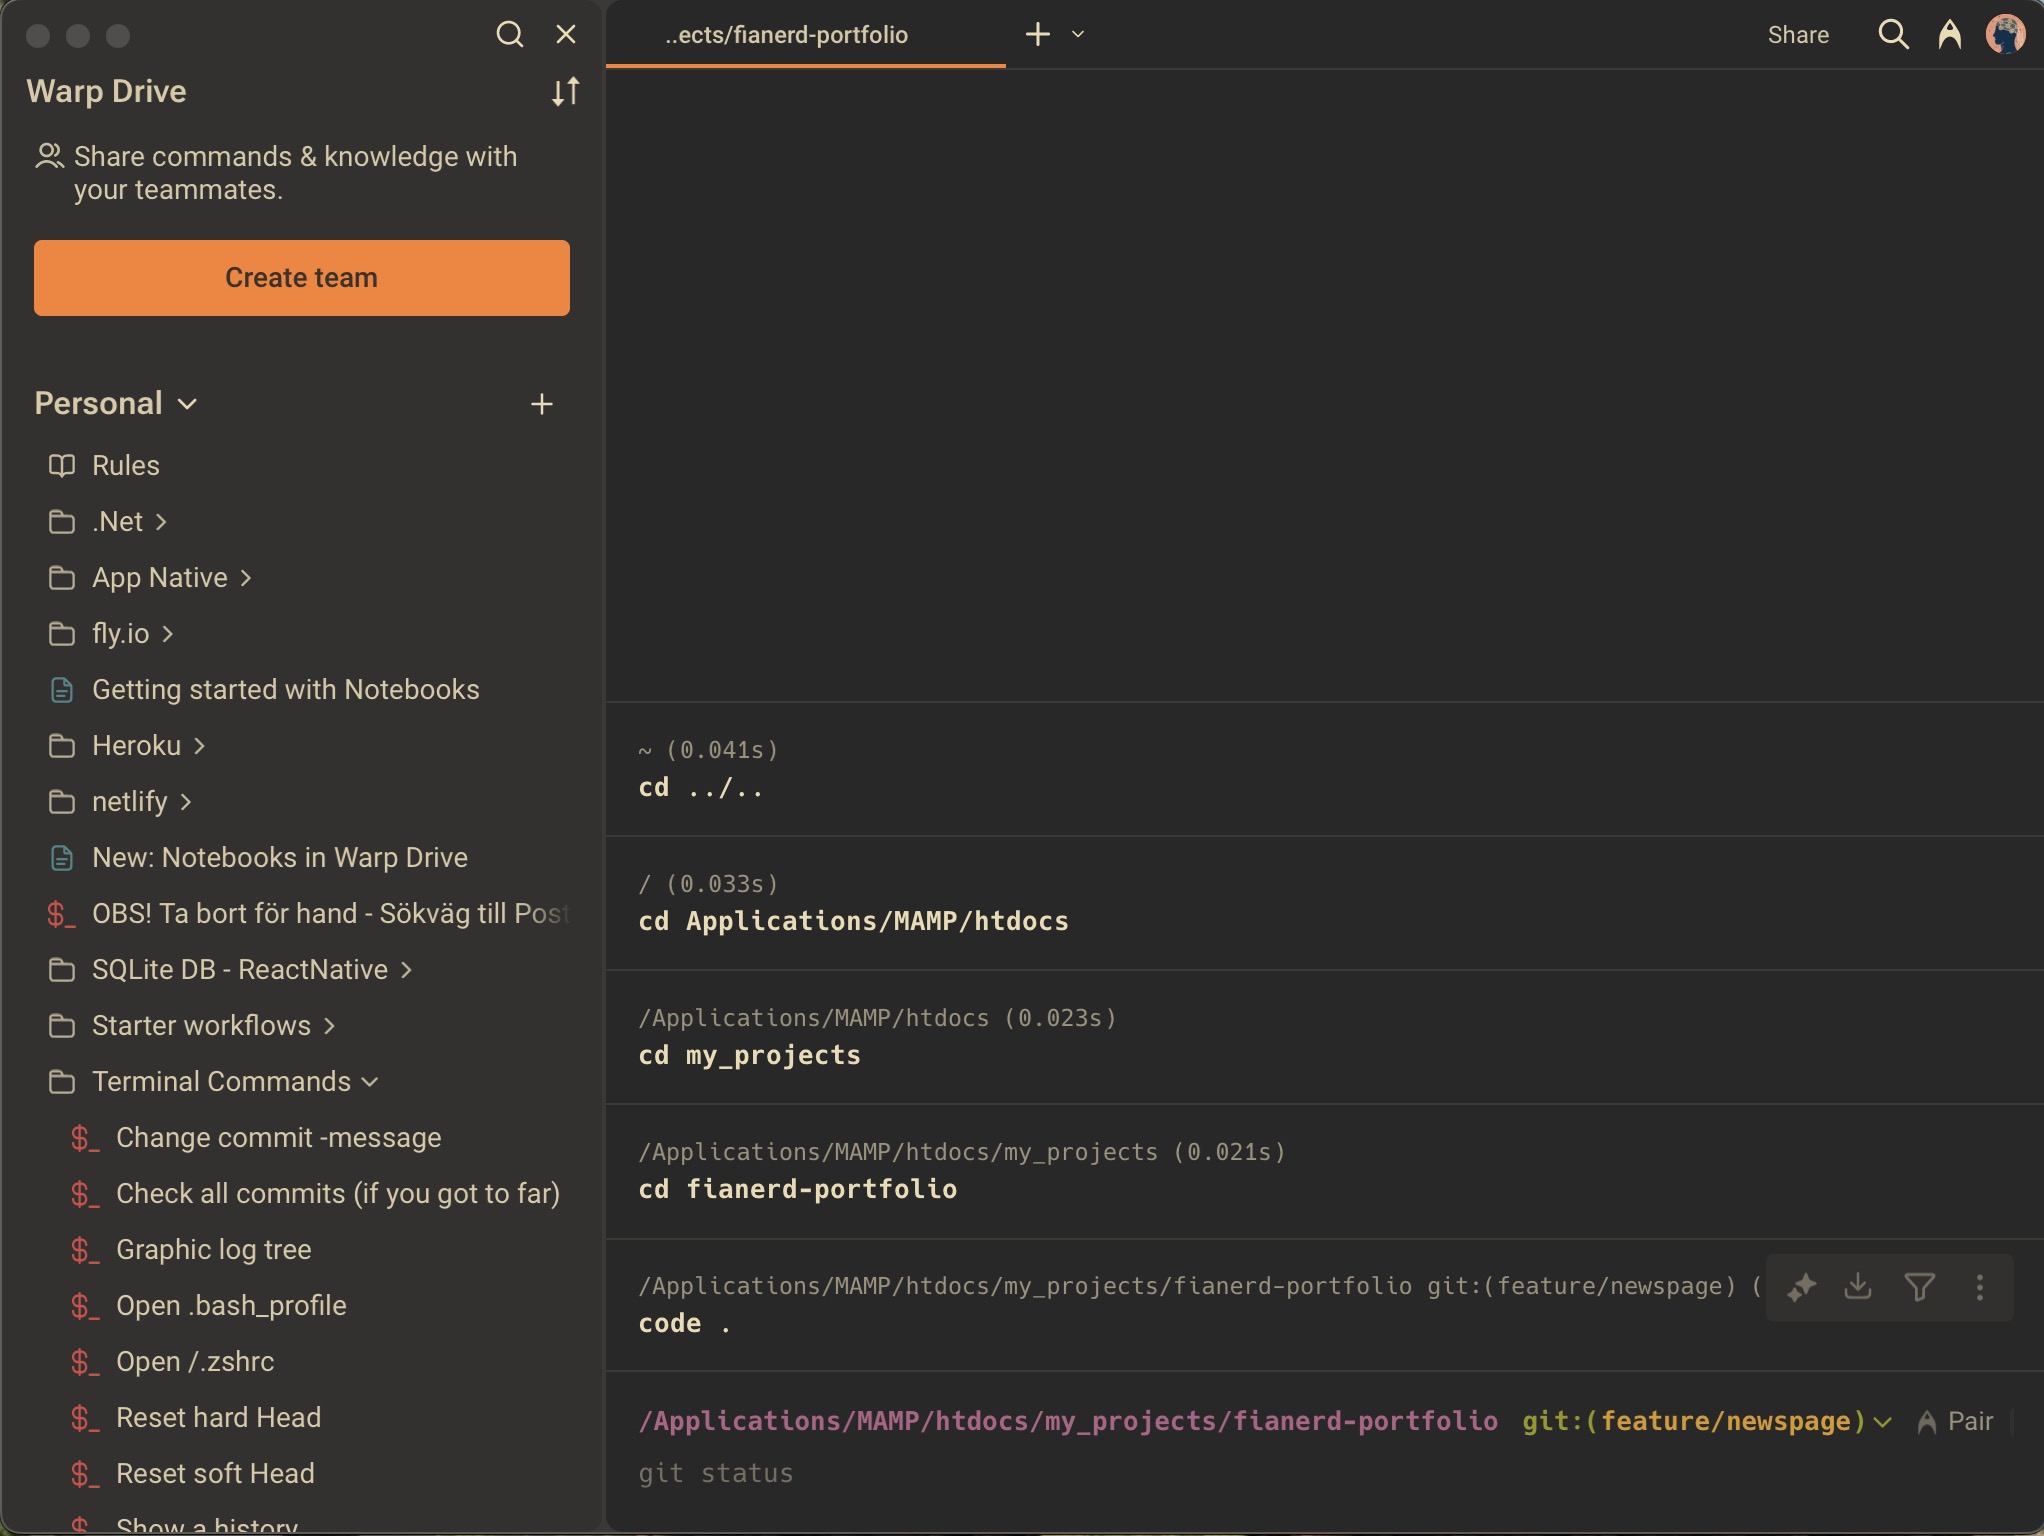 Warp Drive
Share commands & knowledge with
your teammates.
Create team
Personal
Rules
.Net
App Native
fly.io
Getting started with Notebooks
Heroku
netlify
New: Notebooks in Warp Drive
OBS! Ta bort för hand - Sökväg till Post
SQLite DB - ReactNative
Starter workflows
Terminal Commands
$_ Change commit -message
$_ Check all commits (if you got to far)
$_ Graphic log tree
$_ Open .bash_profile
$_ Open /.zshrc
$_ Reset hard Head
$_ Reset soft Head
$ Show a history
..ects/fianerd-portfolio
Share
~ (0.041s)
cd ../..
/ (0.033s)
cd Applications/MAMP/htdocs
/Applications/MAMP/htdocs (0.023s)
cd my_projects
/Applications/MAMP/htdocs/my_projects (0.021s)
cd fianerd-portfolio
/Applications/MAMP/htdocs/my_projects/fianerd-portfolio git:(feature/newspage) (
code .
/Applications/MAMP/htdocs/my_projects/fianerd-portfolio git:(feature/newspage) Pair
git status